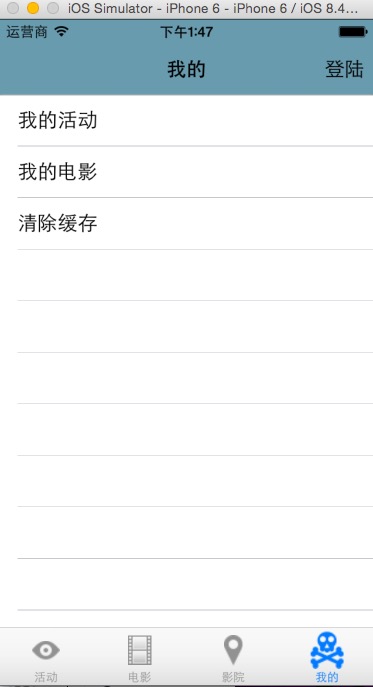 iOS Simulator - iPhone 6 - iPhone 6 / iOS 8.4...
运营商 下午1:47
我的 登陆
我的活动
我的电影
清除缓存
活动 电影 影院 我的